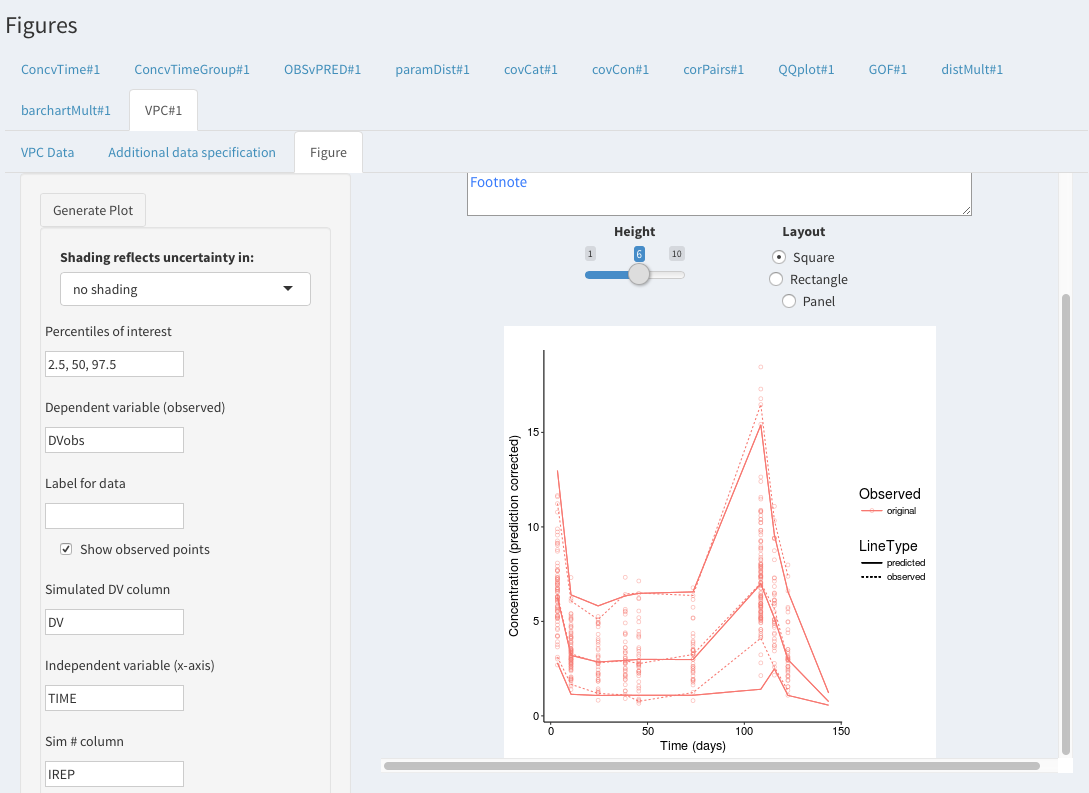 Figures
ConcvTime#1 ConcvTimeGroup#1 OBSvPRED#1 paramDist#1 covCat#1 covCon#1 corPairs#1 QQplot#1 GOF#1 distMult#1
barchartMult#1 VPC#1
VPC Data Additional data specification Figure
Generate Plot
Shading reflects uncertainty in:
no shading
Percentiles of interest
2.5, 50, 97.5
Dependent variable (observed)
DVobs
Label for data
Show observed points
Simulated DV column
DV
Independent variable (x-axis)
TIME
Sim # column
IREP
Footnote
Height
1 6 10
Layout
Square
Rectangle
Panel
Concentration (prediction corrected)
15
10
5
0
0 50 100 150
Time (days)
Observed
original
LineType
predicted
observed